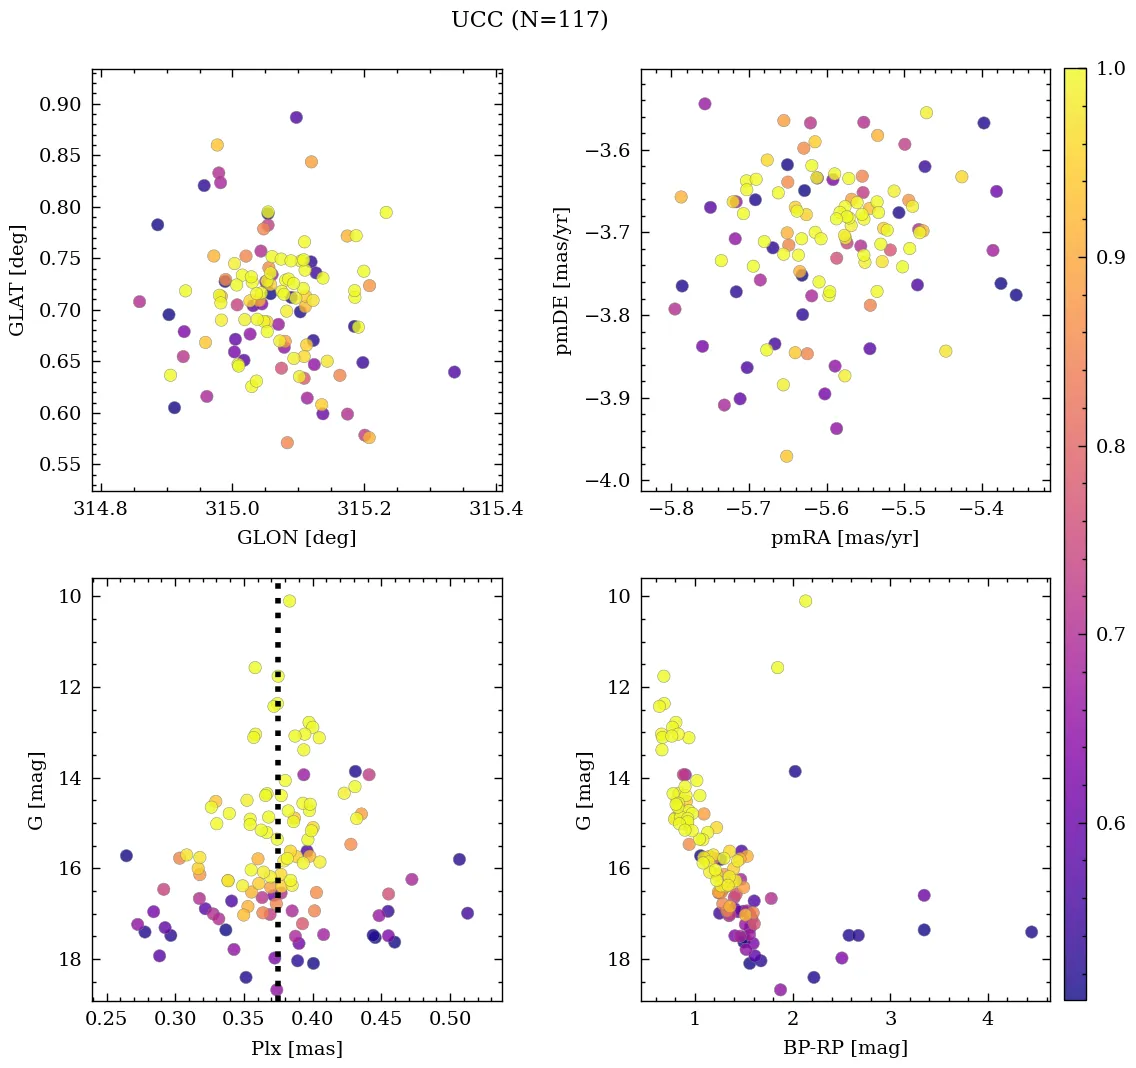 UCC (N=117)
0.90
0.85
0.80
0.75
0.70
0.65
0.60
0.55
GLAT [deg]
314.8 315.0 315.2 315.4
GLON [deg]
−3.6
−3.7
−3.8
−3.9
−4.0
pmDE [mas/yr]
−5.8 −5.7 −5.6 −5.5 −5.4
pmRA [mas/yr]
1.0
0.9
0.8
0.7
0.6
10
12
14
16
18
G [mag]
0.25 0.30 0.35 0.40 0.45 0.50
Plx [mas]
10
12
14
16
18
G [mag]
1 2 3 4
BP-RP [mag]